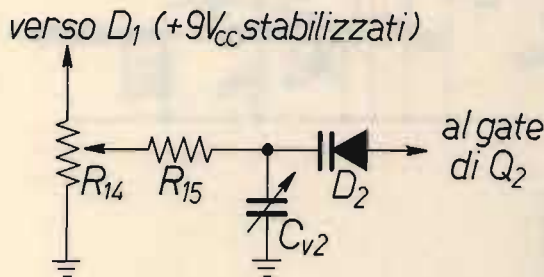 verso D1 (+9Vcc stabilizzati)
R14
R15
Cv2
D2
al gate
di Q2